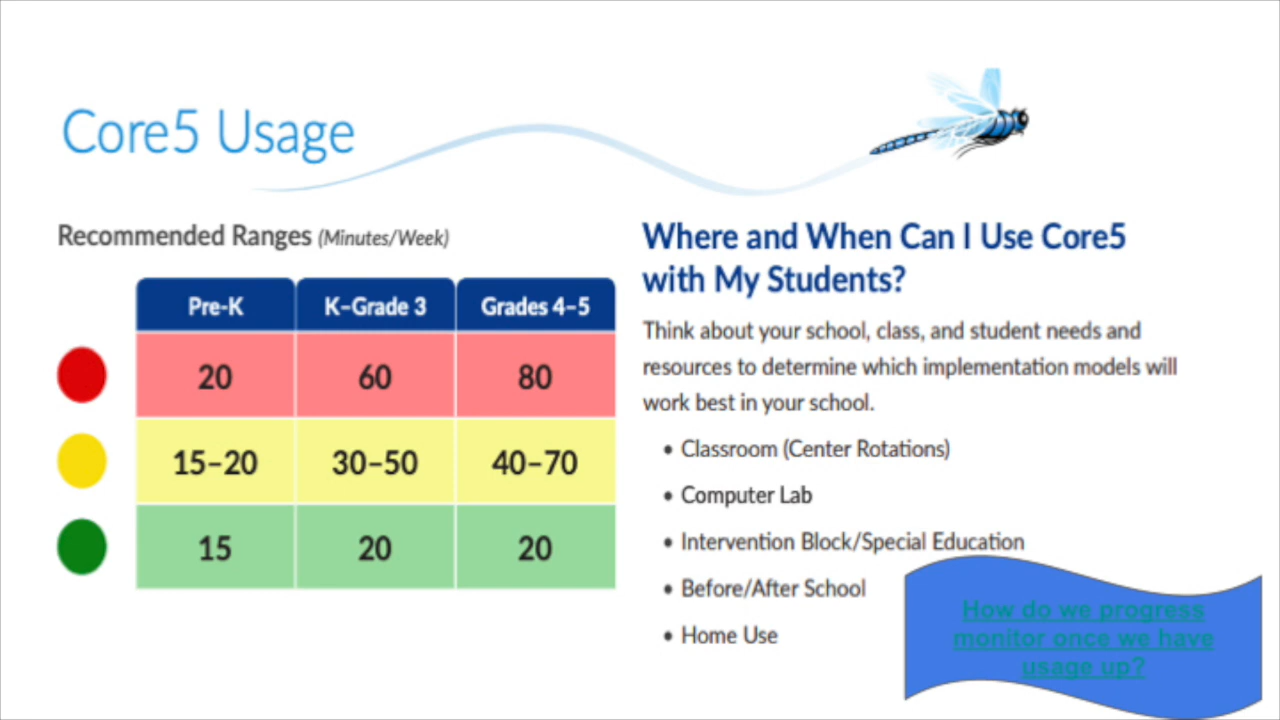 Core5 Usage
Recommended Ranges (Minutes/Week)
Pre-K K–Grade 3 Grades 4–5
20 60 80
15–20 30–50 40–70
15 20 20
Where and When Can I Use Core5
with My Students?
Think about your school, class, and student needs and
resources to determine which implementation models will
work best in your school.
• Classroom (Center Rotations)
• Computer Lab
• Intervention Block/Special Education
• Before/After School
• Home Use
How do we progress
monitor once we have
usage up?